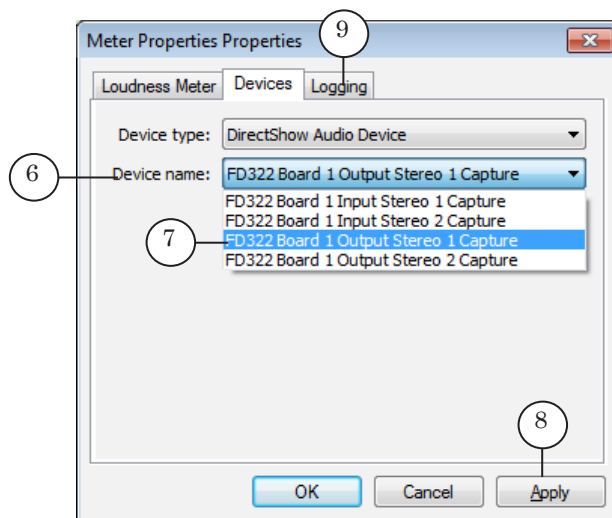 9
Meter Properties Properties
Loudness Meter Devices Logging
Device type: DirectShow Audio Device
6
Device name: FD322 Board 1 Output Stereo 1 Capture
FD322 Board 1 Input Stereo 1 Capture
FD322 Board 1 Input Stereo 2 Capture
7
FD322 Board 1 Output Stereo 1 Capture
FD322 Board 1 Output Stereo 2 Capture
8
OK Cancel Apply